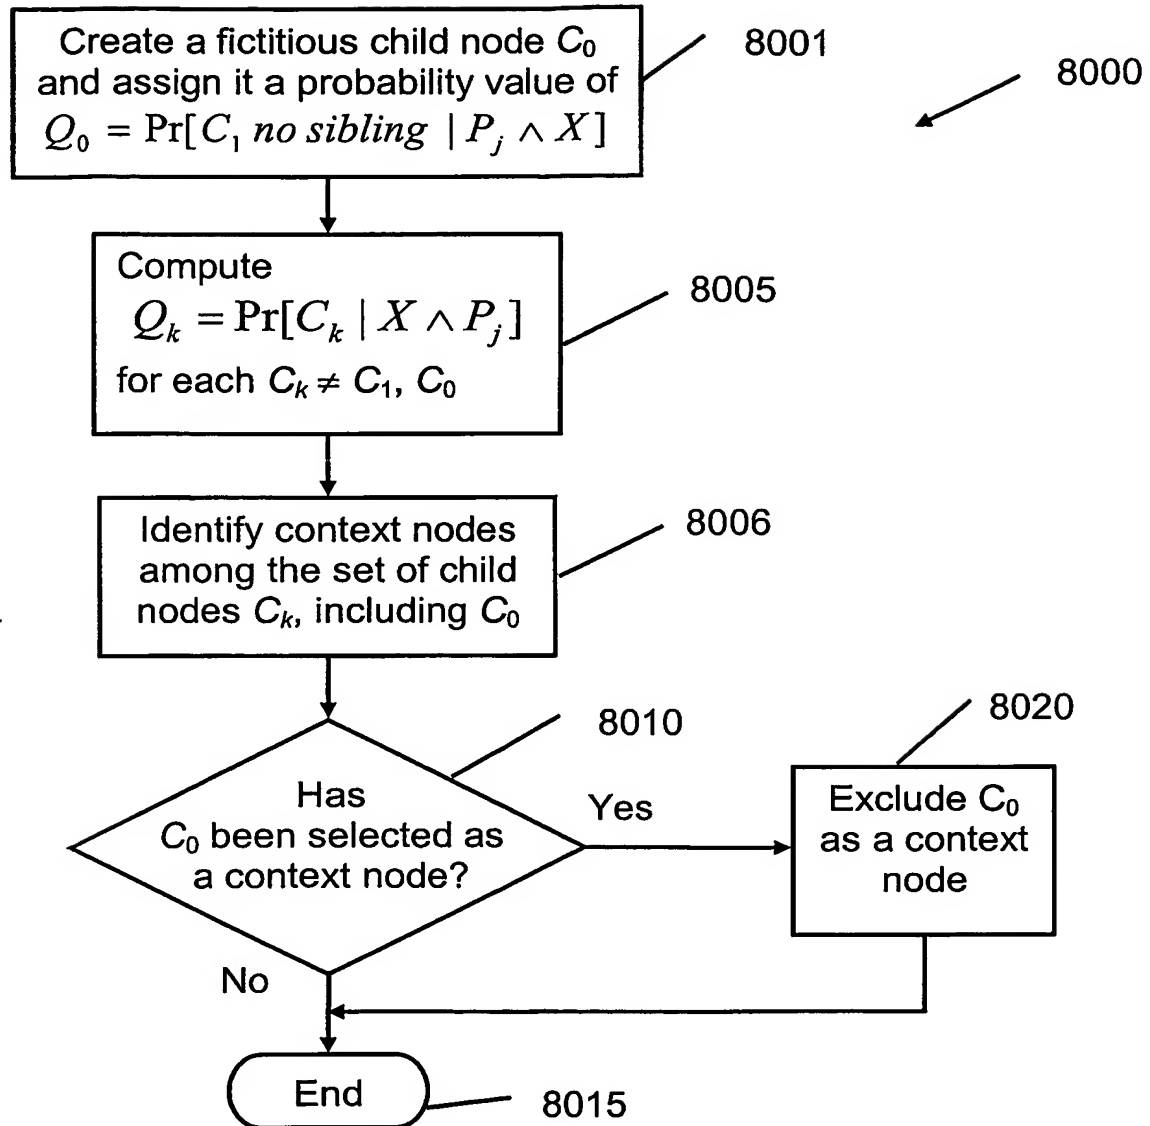 Create a fictitious child node C₀
and assign it a probability value of
Q₀ = Pr[C₁ no sibling | Pⱼ ∧ X]
8001
8000
Compute
Qₖ = Pr[Cₖ | X ∧ Pⱼ]
for each Cₖ ≠ C₁, C₀
8005
Identify context nodes
among the set of child
nodes Cₖ, including C₀
8006
Has
C₀ been selected as
a context node?
8010
Yes
Exclude C₀
as a context
node
8020
No
End
8015